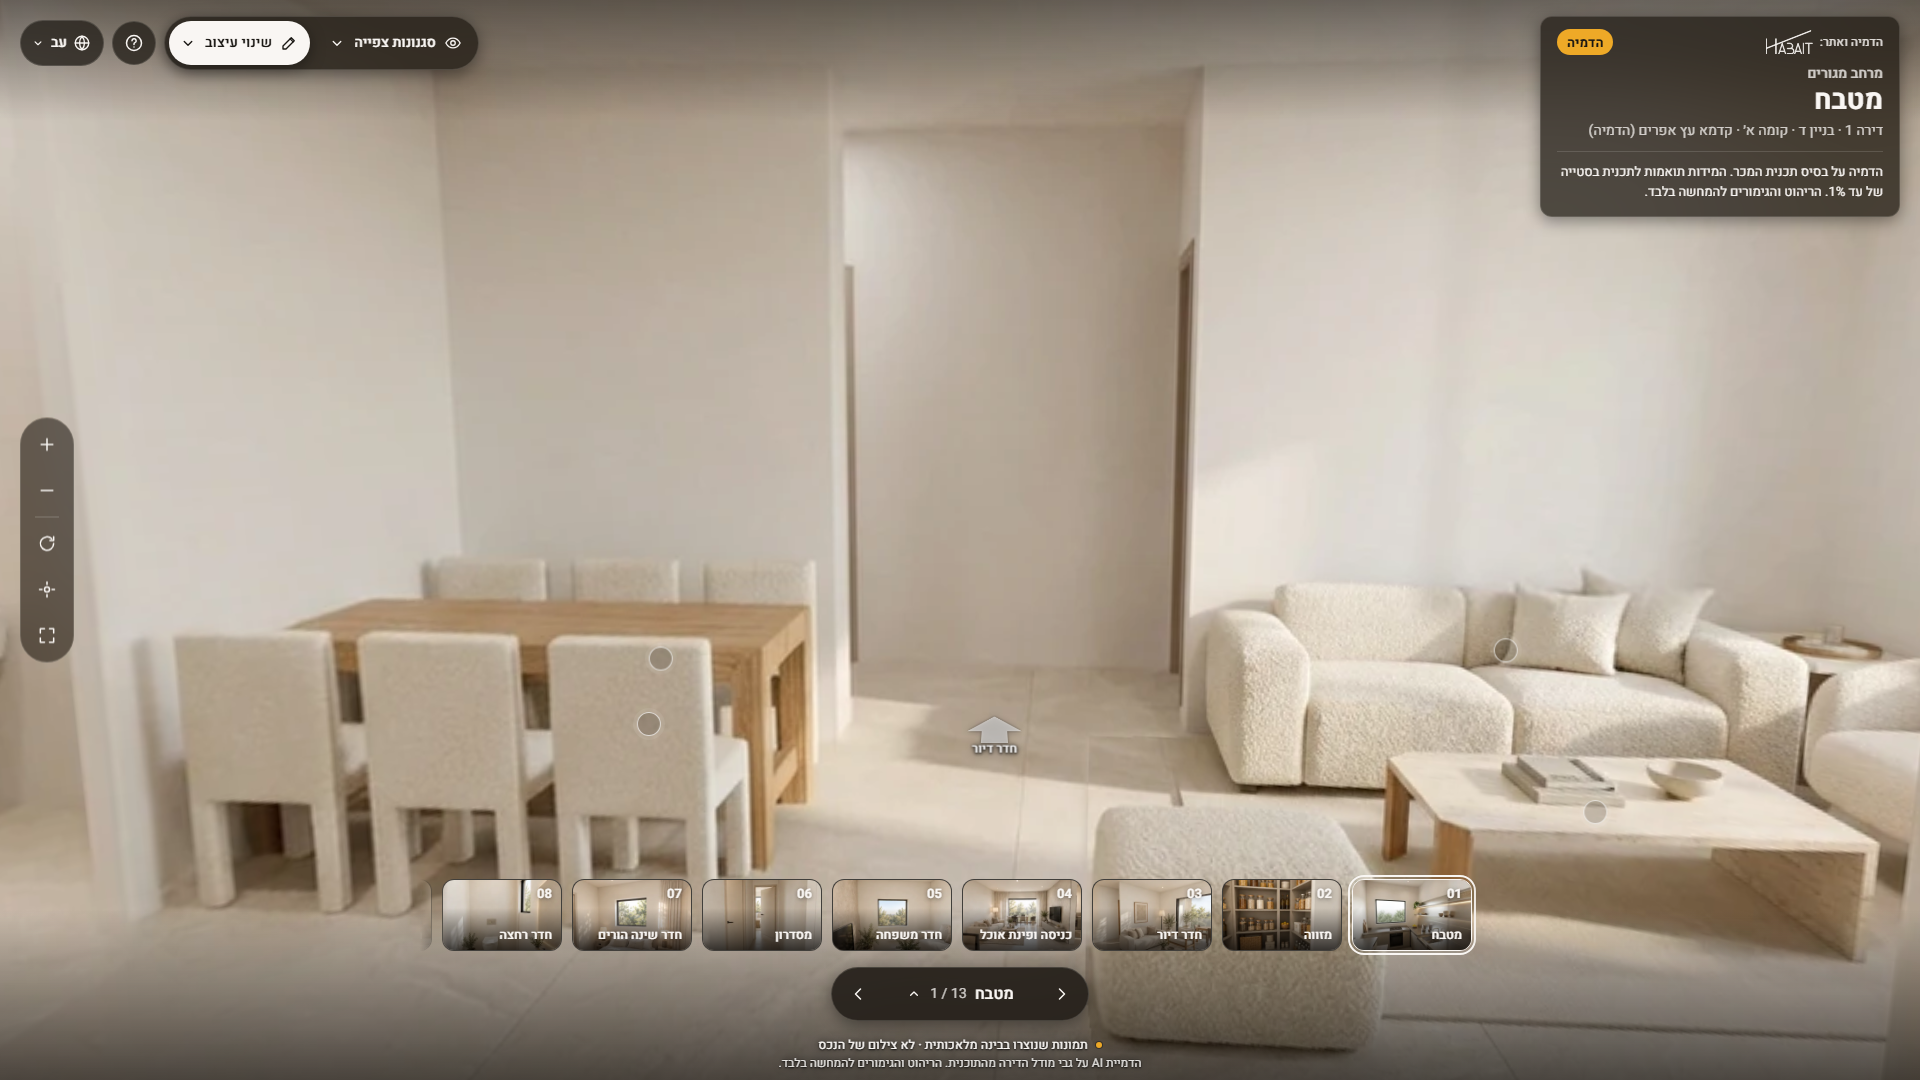 הדמיה ואתר: HABAIT
הדמיה
מרחב מגורים
מטבח
דירה 1 · בניין ד · קומה א' · קדמא עץ אפרים (הדמיה)
הדמיה על בסיס תכנית המכר. המידות תואמות לתכנית בסטייה
של עד 1%. הריהוט והגימורים להמחשה בלבד.
סגנונות צפייה
שינוי עיצוב
עב
חדר דיור
01
מטבח
02
מזווה
03
חדר דיור
04
כניסה ופינת אוכל
05
חדר משפחה
06
מסדרון
07
חדר שינה הורים
08
חדר רחצה
מטבח 1 / 13
תמונות שנוצרו בבינה מלאכותית · לא צילום של הנכס
הדמיית AI על גבי מודל הדירה מהתוכנית. הריהוט והגימורים להמחשה בלבד.